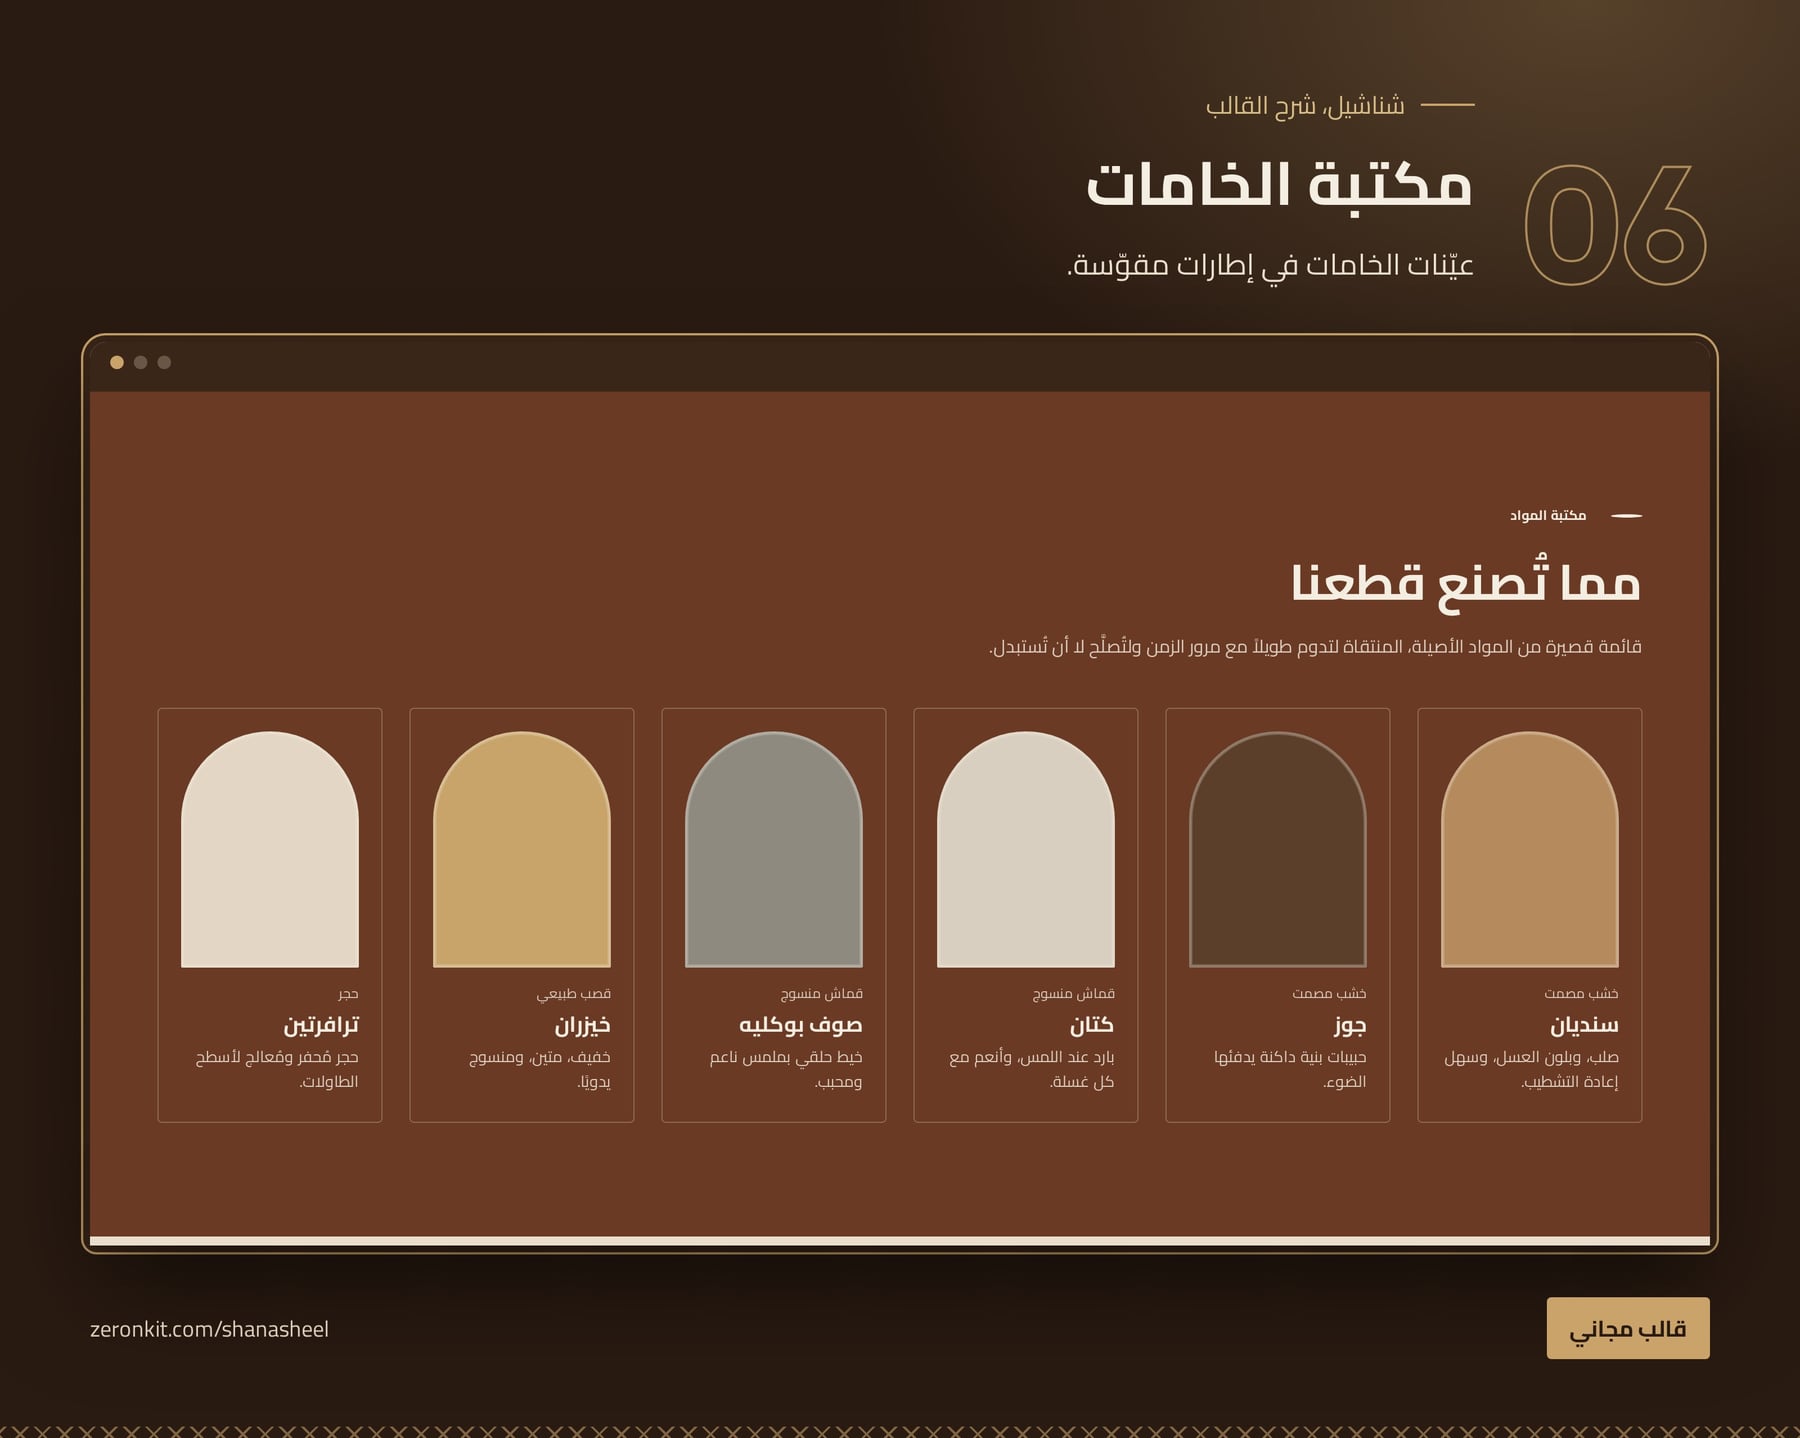 شناشيل، شرح القالب
06
مكتبة الخامات
عيّنات الخامات في إطارات مقوّسة.
مكتبة المواد
مما تُصنع قطعنا
قائمة قصيرة من المواد الأصيلة، المنتقاة لتدوم طويلاً مع مرور الزمن ولتُصلَّح لا أن تُستبدل.
خشب مصمت
سنديان
صلب، وبلون العسل، وسهل
إعادة التشطيب.
خشب مصمت
جوز
حبيبات بنية داكنة يدفئها
الضوء.
قماش منسوج
كتان
بارد عند اللمس، وأنعم مع
كل غسلة.
قماش منسوج
صوف بوكليه
خيط حلقي بملمس ناعم
ومحبب.
قصب طبيعي
خيزران
خفيف، متين، ومنسوج
يدويًا.
حجر
ترافرتين
حجر مُحفر ومُعالج لأسطح
الطاولات.
قالب مجاني
zeronkit.com/shanasheel